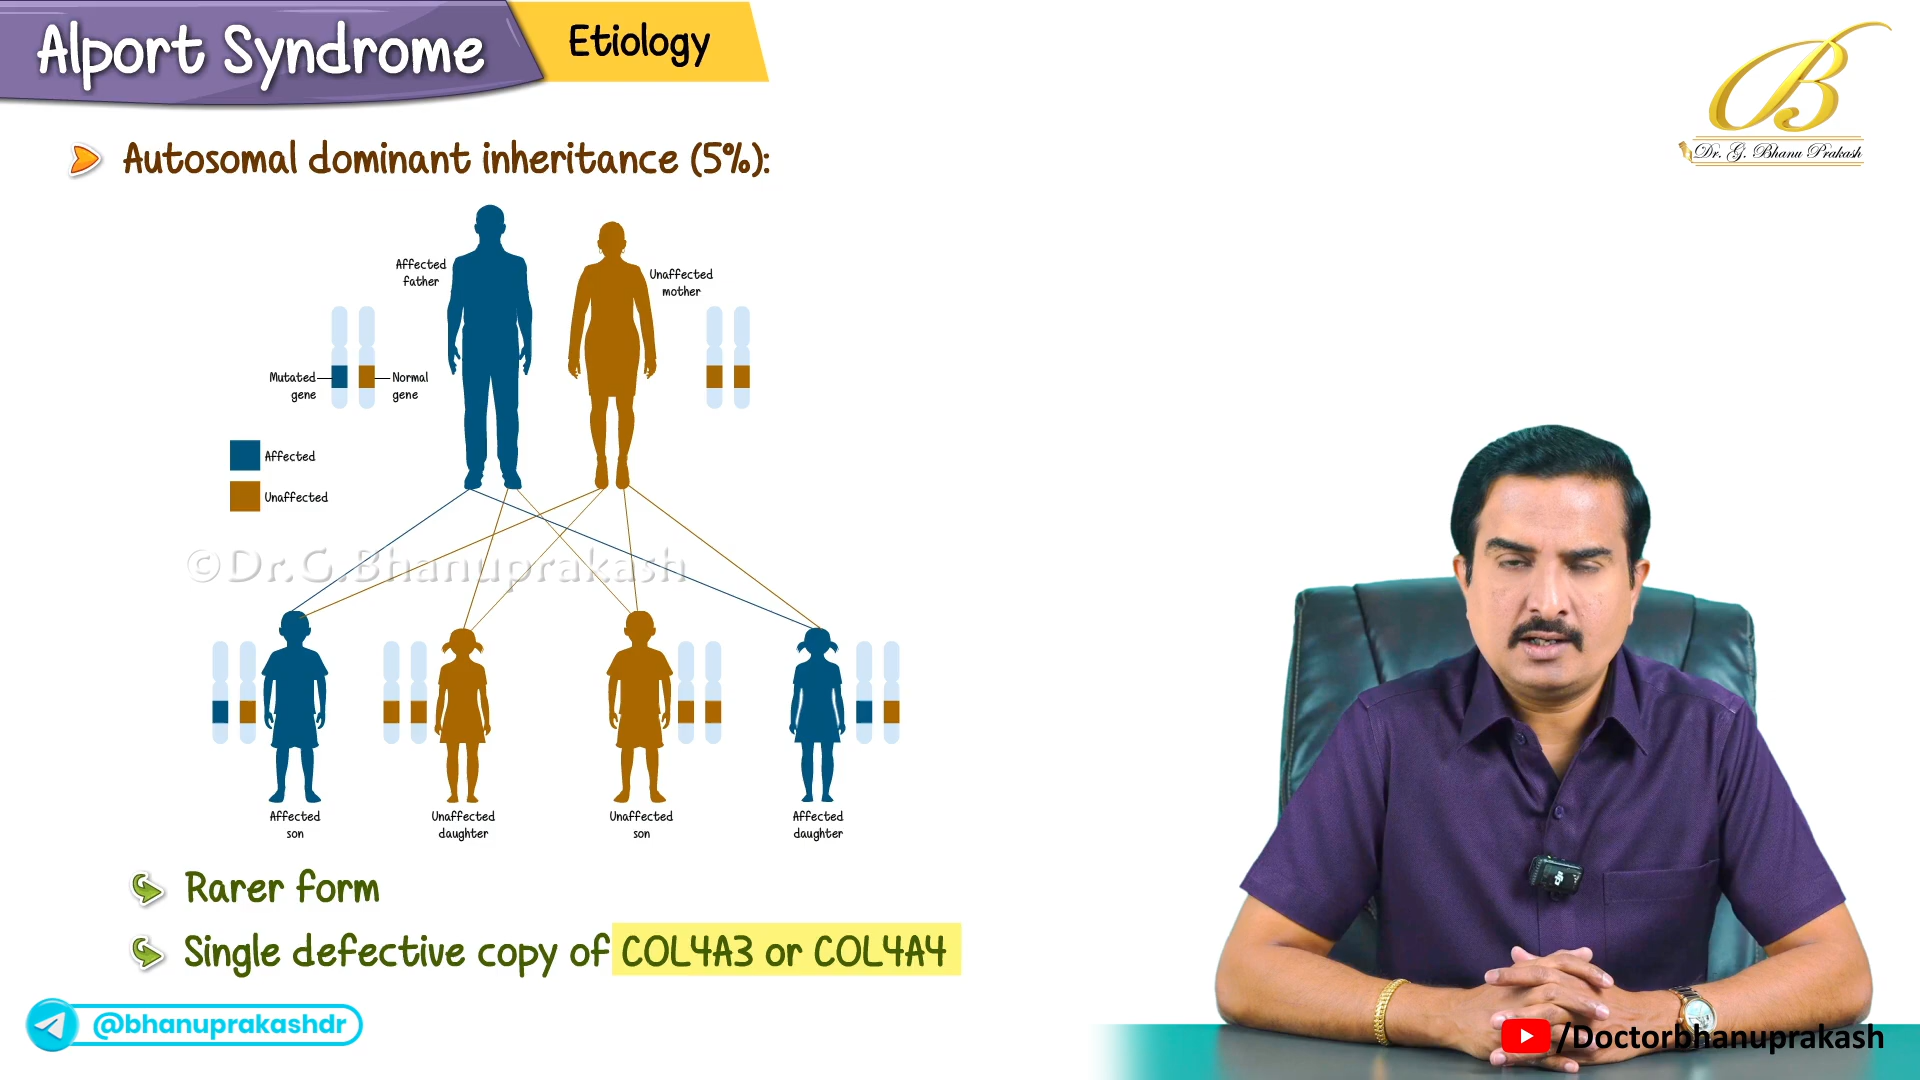 Alport Syndrome
Etiology
Dr. G. Bhanu Prakash
Autosomal dominant inheritance (5%):
Affected
father
Unaffected
mother
Mutated
gene
Normal
gene
Affected
Unaffected
©Dr.G.Bhanuprakash
Affected
son
Unaffected
daughter
Unaffected
son
Affected
daughter
Rarer form
Single defective copy of COL4A3 or COL4A4
@bhanuprakashdr
/Doctorbhanuprakash